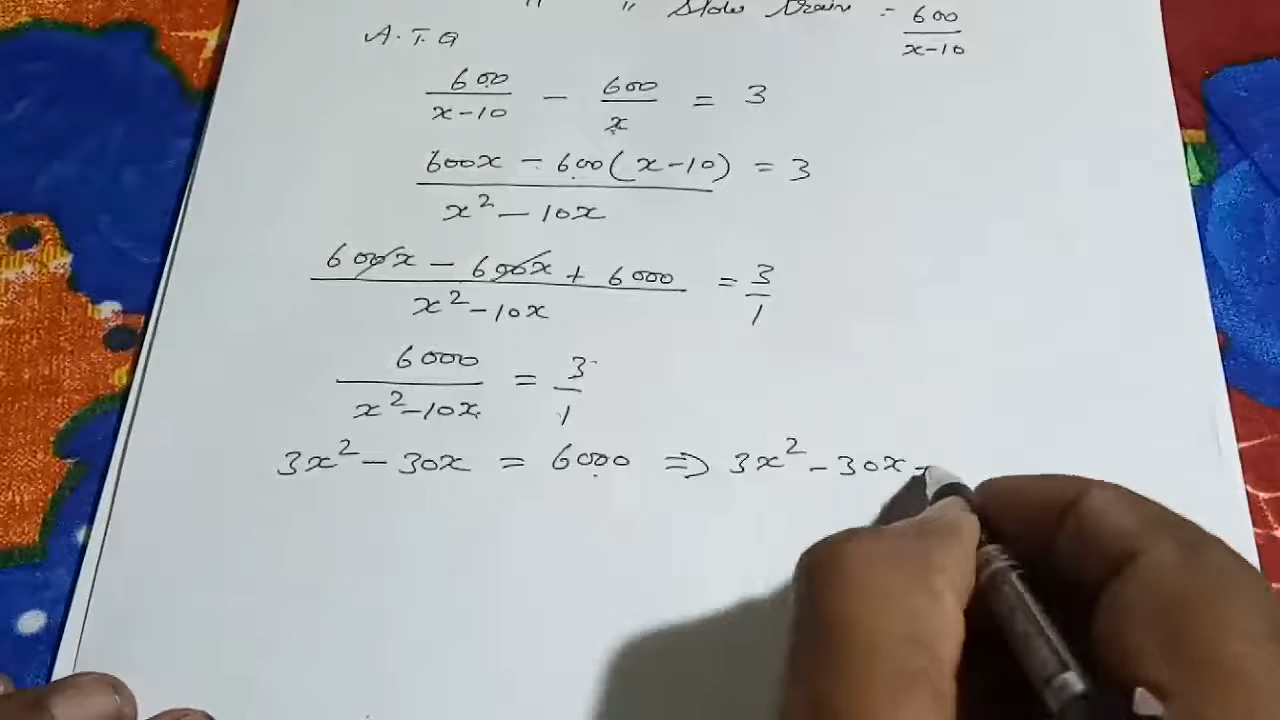 " " Slow train = 600/(x-10)
A.T.Q
600/(x-10) - 600/x = 3
(600x - 600(x-10))/(x² - 10x) = 3
(600x - 600x + 6000)/(x² - 10x) = 3/1
6000/(x² - 10x) = 3/1
3x² - 30x = 6000 ⇒ 3x² - 30x -